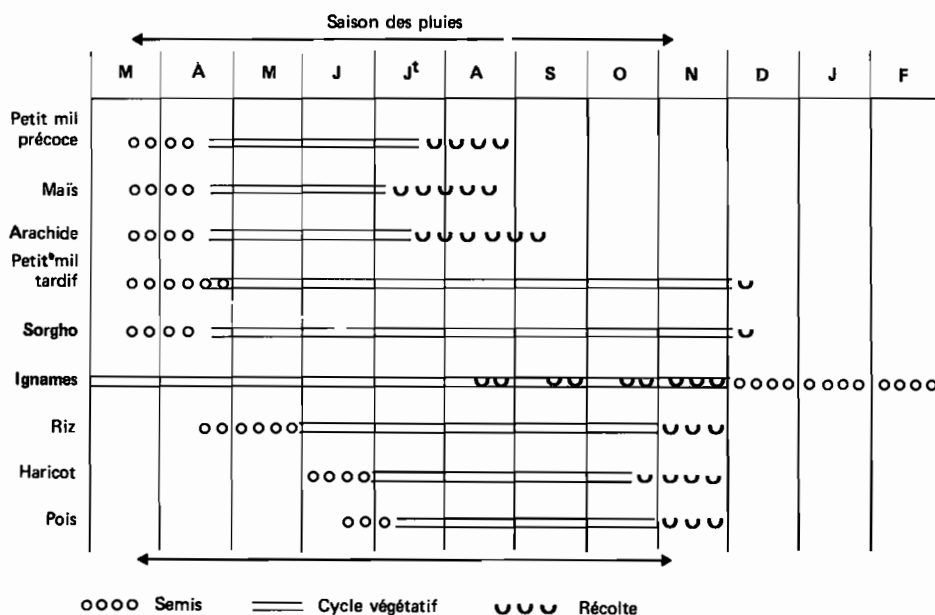 Saison des pluies
M À M J Jt A S O N D J F
Petit mil
précoce
Maïs
Arachide
Petit mil
tardif
Sorgho
Ignames
Riz
Haricot
Pois
Semis Cycle végétatif Récolte